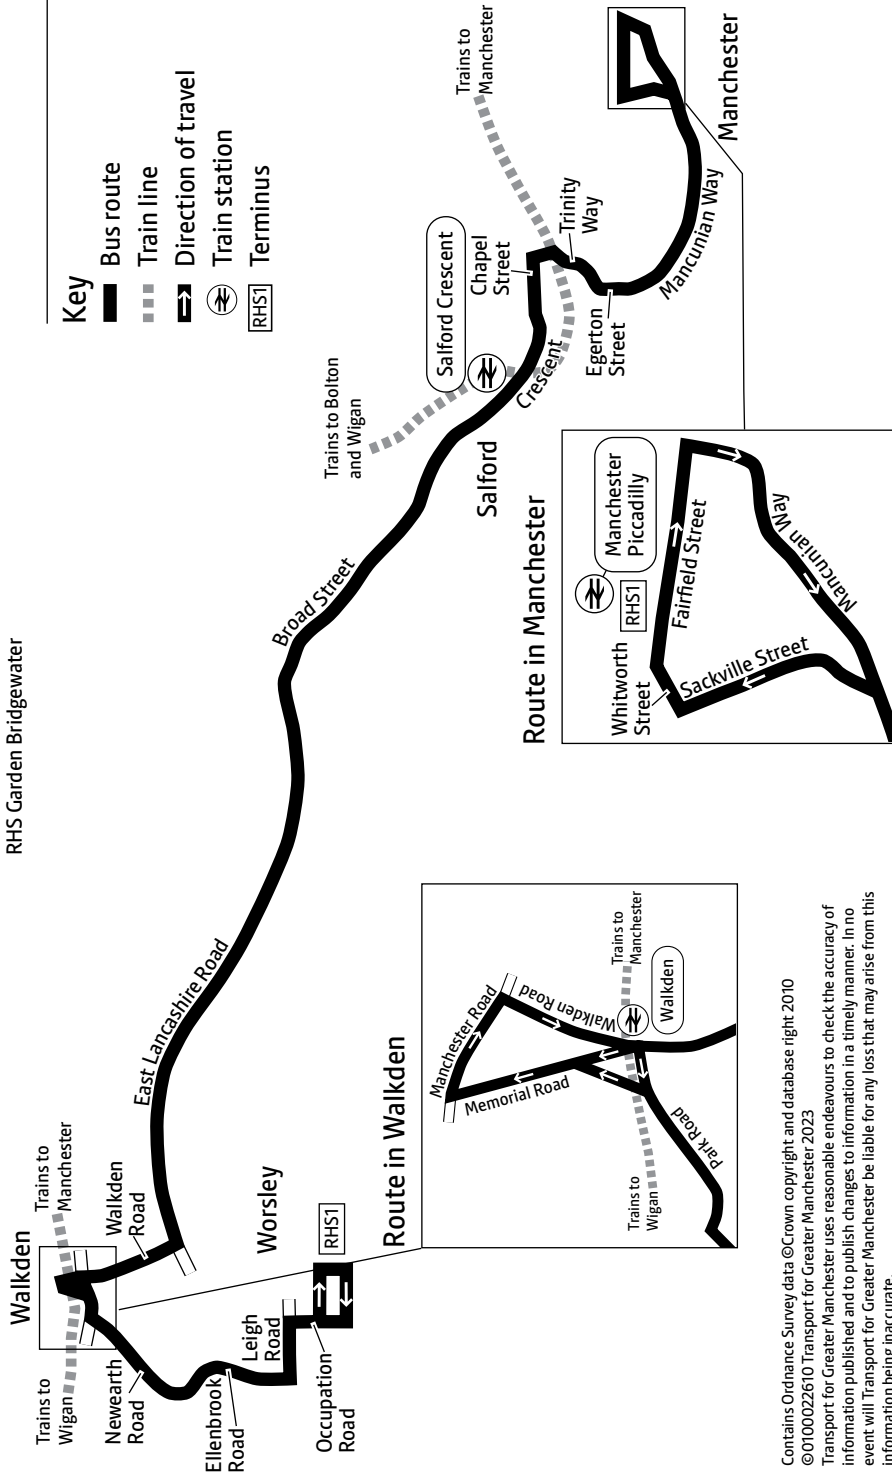 RHS Garden Bridgewater
Key
Bus route
Train line
Direction of travel
Train station
RHS1
Terminus
Walkden
Trains to
Wigan
Trains to
Manchester
Newearth
Road
Walkden
Road
Ellenbrook
Road
Leigh
Road
Worsley
Occupation
Road
RHS1
East Lancashire Road
Broad Street
Trains to Bolton
and Wigan
Salford
Salford Crescent
Crescent
Chapel
Street
Trains to
Manchester
Trinity
Way
Egerton
Street
Mancunian Way
Manchester
Route in Walkden
Manchester Road
Memorial Road
Walkden Road
Trains to
Manchester
Walkden
Trains to
Wigan
Park Road
Route in Manchester
Whitworth
Street
RHS1
Manchester
Piccadilly
Fairfield Street
Sackville Street
Mancunian Way
Contains Ordnance Survey data ©Crown copyright and database right 2010
©0100022610 Transport for Greater Manchester 2023
Transport for Greater Manchester uses reasonable endeavours to check the accuracy of
information published and to publish changes to information in a timely manner. In no
event will Transport for Greater Manchester be liable for any loss that may arise from this
information being inaccurate.